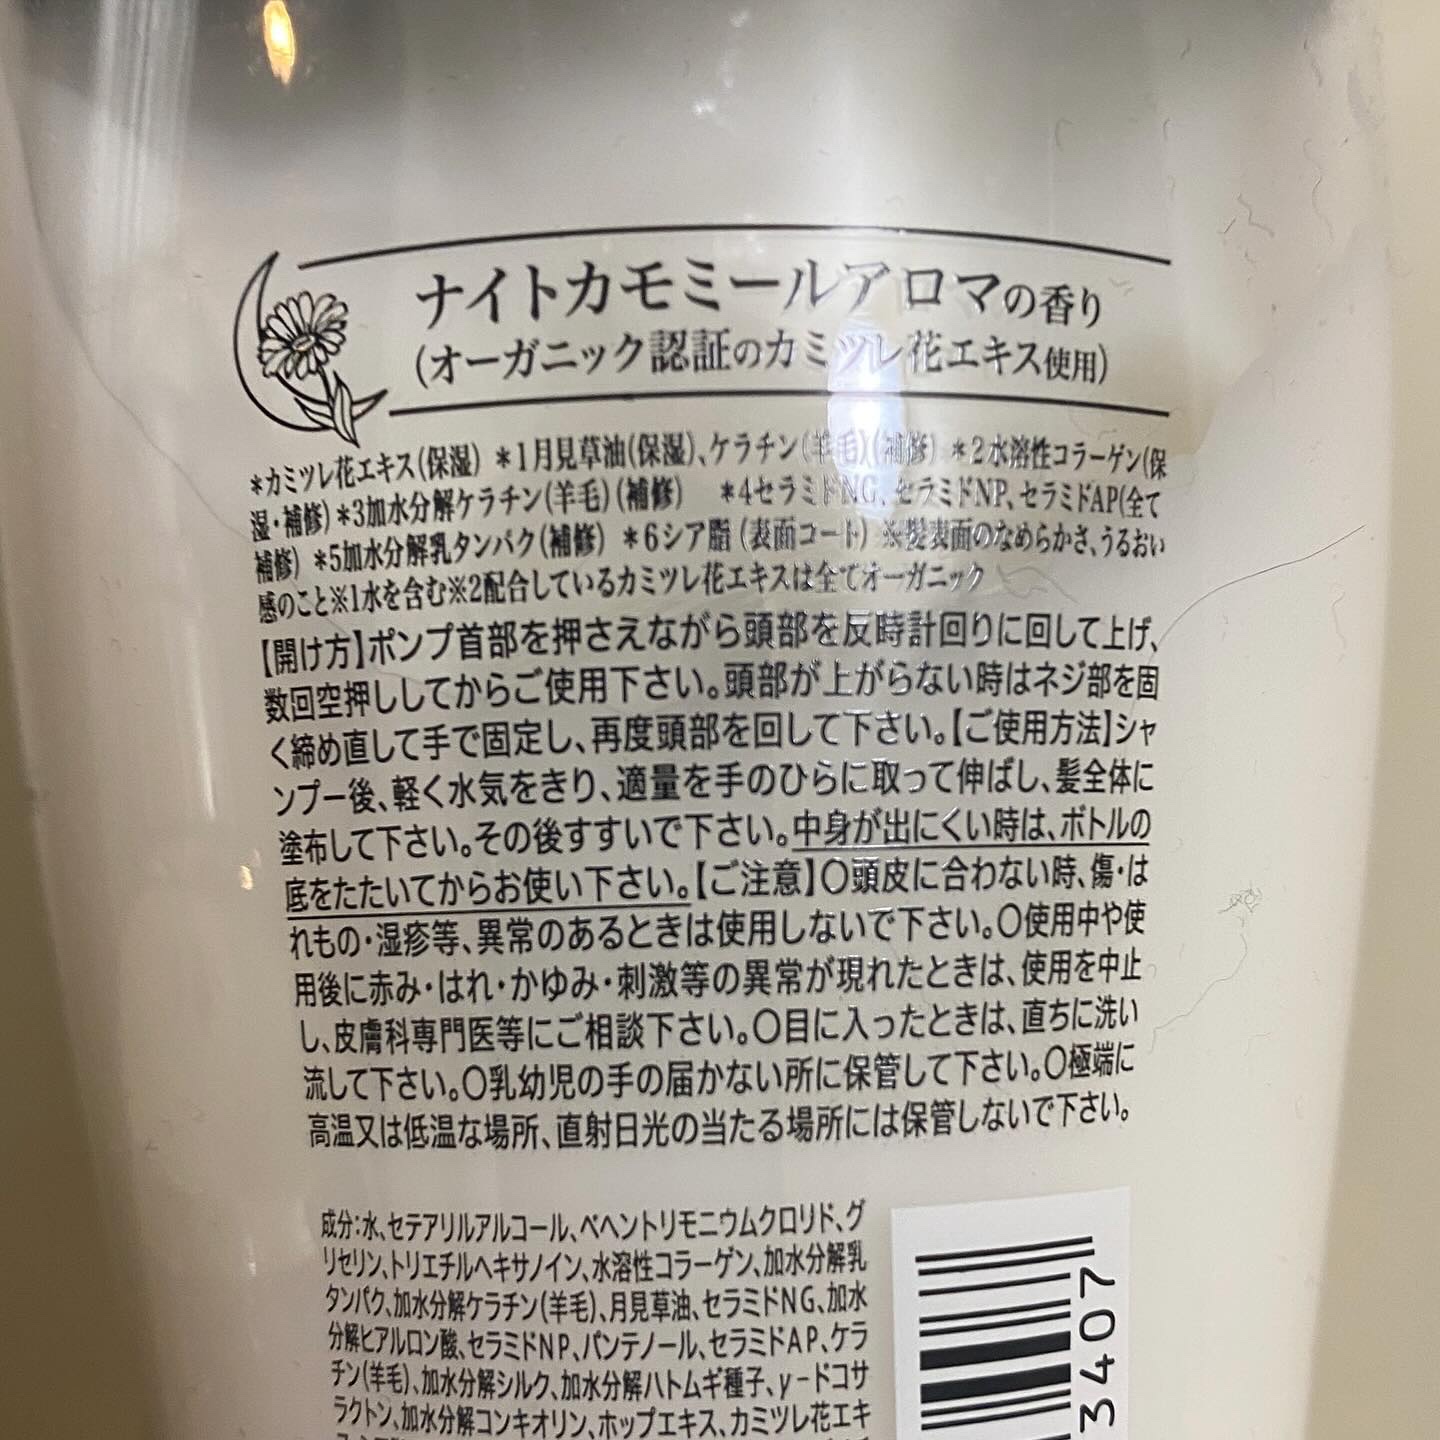 ナイトカモミールアロマの香り
(オーガニック認証のカミツレ花エキス使用)
*カミツレ花エキス(保湿) *1月見草油(保湿)、ケラチン(羊毛)(補修) *2水溶性コラーゲン(保
湿・補修)*3加水分解ケラチン(羊毛)(補修) *4セラミドNG、セラミドNP、セラミドAP(全て
補修) *5加水分解乳タンパク(補修) *6シア脂(表面コート) ※髪表面のなめらかさ、うるおい
感のこと※1水を含む※2配合しているカミツレ花エキスは全てオーガニック
【開け方】ポンプ首部を押さえながら頭部を反時計回りに回して上げ、
数回空押ししてからご使用下さい。頭部が上がらない時はネジ部を固
く締め直して手で固定し、再度頭部を回して下さい。【ご使用方法】シャ
ンプー後、軽く水気をきり、適量を手のひらに取って伸ばし、髪全体に
塗布して下さい。その後すすいで下さい。中身が出にくい時は、ボトルの
底をたたいてからお使い下さい。【ご注意】〇頭皮に合わない時、傷・は
れもの・湿疹等、異常のあるときは使用しないで下さい。〇使用中や使
用後に赤み・はれ・かゆみ・刺激等の異常が現れたときは、使用を中止
し、皮膚科専門医等にご相談下さい。〇目に入ったときは、直ちに洗い
流して下さい。〇乳幼児の手の届かない所に保管して下さい。〇極端に
高温又は低温な場所、直射日光の当たる場所には保管しないで下さい。
成分:水、セテアリルアルコール、ベヘントリモニウムクロリド、グ
リセリン、トリエチルヘキサノイン、水溶性コラーゲン、加水分解乳
タンパク、加水分解ケラチン(羊毛)、月見草油、セラミドNG、加水
分解ヒアルロン酸、セラミドNP、パンテノール、セラミドAP、ケラ
チン(羊毛)、加水分解シルク、加水分解ハトムギ種子、γ-ドコサ
ラクトン、加水分解コンキオリン、ホップエキス、カミツレ花エキ
3407